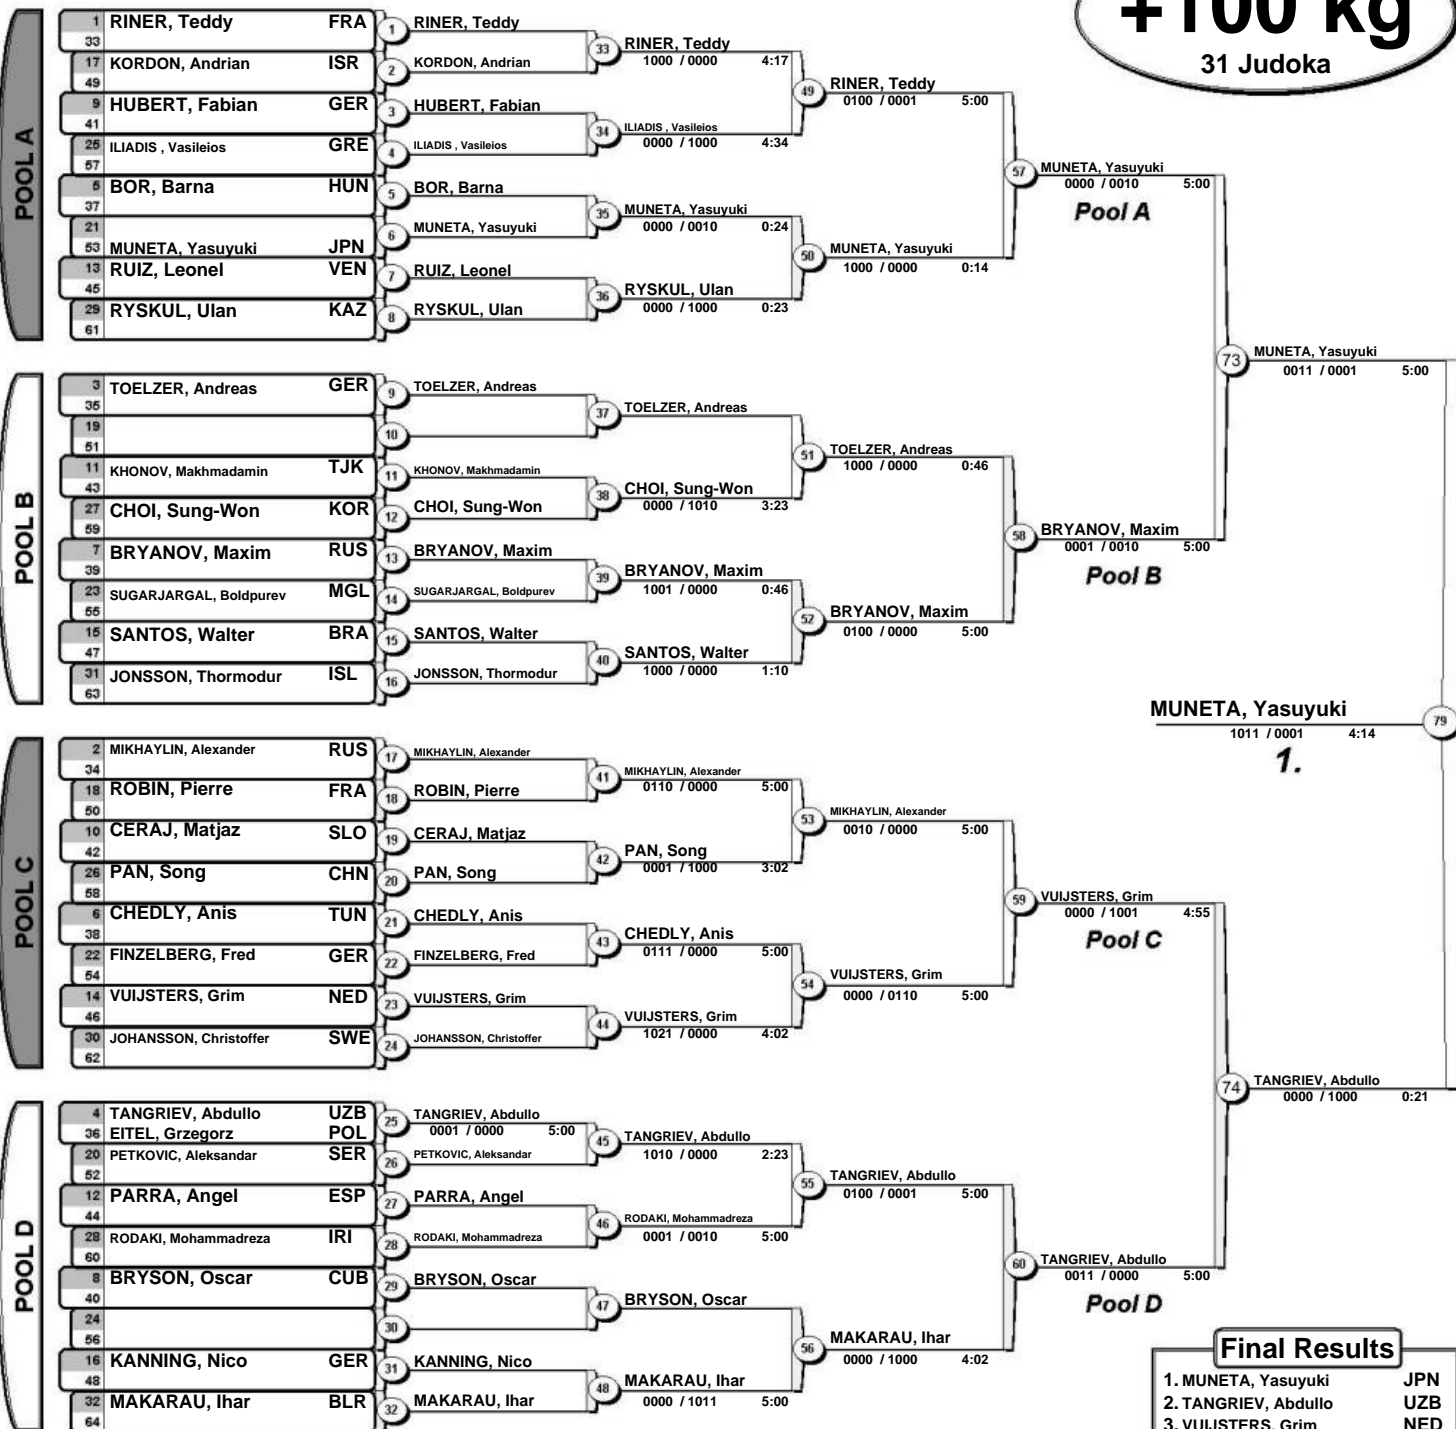 +100 kg
31 Judoka
POOL A
1 RINER, Teddy FRA
33
17 KORDON, Andrian ISR
49
9 HUBERT, Fabian GER
41
25 ILIADIS , Vasileios GRE
57
5 BOR, Barna HUN
37
21
53 MUNETA, Yasuyuki JPN
13 RUIZ, Leonel VEN
45
29 RYSKUL, Ulan KAZ
61
1 RINER, Teddy
2 KORDON, Andrian
3 HUBERT, Fabian
4 ILIADIS , Vasileios
5 BOR, Barna
6 MUNETA, Yasuyuki
7 RUIZ, Leonel
8 RYSKUL, Ulan
33 RINER, Teddy
1000 / 0000 4:17
34 ILIADIS , Vasileios
0000 / 1000 4:34
35 MUNETA, Yasuyuki
0000 / 0010 0:24
36 RYSKUL, Ulan
0000 / 1000 0:23
49 RINER, Teddy
0100 / 0001 5:00
50 MUNETA, Yasuyuki
1000 / 0000 0:14
57 MUNETA, Yasuyuki
0000 / 0010 5:00
Pool A
POOL B
3 TOELZER, Andreas GER
35
19
51
11 KHONOV, Makhmadamin TJK
43
27 CHOI, Sung-Won KOR
59
7 BRYANOV, Maxim RUS
39
23 SUGARJARGAL, Boldpurev MGL
55
15 SANTOS, Walter BRA
47
31 JONSSON, Thormodur ISL
63
9 TOELZER, Andreas
10
11 KHONOV, Makhmadamin
12 CHOI, Sung-Won
13 BRYANOV, Maxim
14 SUGARJARGAL, Boldpurev
15 SANTOS, Walter
16 JONSSON, Thormodur
37 TOELZER, Andreas
38 CHOI, Sung-Won
0000 / 1010 3:23
39 BRYANOV, Maxim
1001 / 0000 0:46
40 SANTOS, Walter
1000 / 0000 1:10
51 TOELZER, Andreas
1000 / 0000 0:46
52 BRYANOV, Maxim
0100 / 0000 5:00
58 BRYANOV, Maxim
0001 / 0010 5:00
Pool B
73 MUNETA, Yasuyuki
0011 / 0001 5:00
MUNETA, Yasuyuki 79
1011 / 0001 4:14
1.
POOL C
2 MIKHAYLIN, Alexander RUS
34
18 ROBIN, Pierre FRA
50
10 CERAJ, Matjaz SLO
42
26 PAN, Song CHN
58
6 CHEDLY, Anis TUN
38
22 FINZELBERG, Fred GER
54
14 VUIJSTERS, Grim NED
46
30 JOHANSSON, Christoffer SWE
62
17 MIKHAYLIN, Alexander
18 ROBIN, Pierre
19 CERAJ, Matjaz
20 PAN, Song
21 CHEDLY, Anis
22 FINZELBERG, Fred
23 VUIJSTERS, Grim
24 JOHANSSON, Christoffer
41 MIKHAYLIN, Alexander
0110 / 0000 5:00
42 PAN, Song
0001 / 1000 3:02
43 CHEDLY, Anis
0111 / 0000 5:00
44 VUIJSTERS, Grim
1021 / 0000 4:02
53 MIKHAYLIN, Alexander
0010 / 0000 5:00
54 VUIJSTERS, Grim
0000 / 0110 5:00
59 VUIJSTERS, Grim
0000 / 1001 4:55
Pool C
POOL D
4 TANGRIEV, Abdullo UZB
36 EITEL, Grzegorz POL
20 PETKOVIC, Aleksandar SER
52
12 PARRA, Angel ESP
44
28 RODAKI, Mohammadreza IRI
60
8 BRYSON, Oscar CUB
40
24
56
16 KANNING, Nico GER
48
32 MAKARAU, Ihar BLR
64
25 TANGRIEV, Abdullo
0001 / 0000 5:00
26 PETKOVIC, Aleksandar
27 PARRA, Angel
28 RODAKI, Mohammadreza
29 BRYSON, Oscar
30
31 KANNING, Nico
32 MAKARAU, Ihar
45 TANGRIEV, Abdullo
1010 / 0000 2:23
46 RODAKI, Mohammadreza
0001 / 0010 5:00
47 BRYSON, Oscar
48 MAKARAU, Ihar
0000 / 1011 5:00
55 TANGRIEV, Abdullo
0100 / 0001 5:00
56 MAKARAU, Ihar
0000 / 1000 4:02
60 TANGRIEV, Abdullo
0011 / 0000 5:00
Pool D
74 TANGRIEV, Abdullo
0000 / 1000 0:21
Final Results
1. MUNETA, Yasuyuki JPN
2. TANGRIEV, Abdullo UZB
3. VUIJSTERS, Grim NED